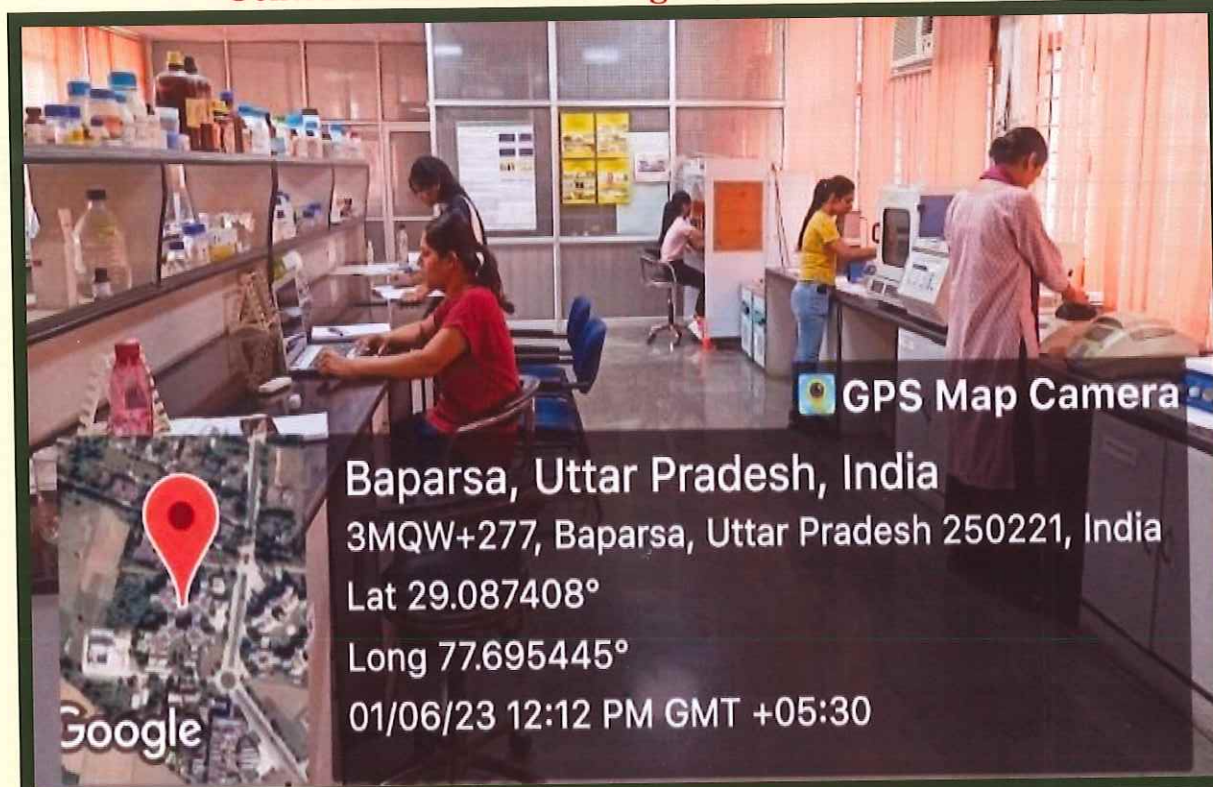 GPS Map Camera
Baparsa, Uttar Pradesh, India
3MQW+277, Baparsa, Uttar Pradesh 250221, India
Lat 29.087408°
Long 77.695445°
01/06/23 12:12 PM GMT +05:30
Google